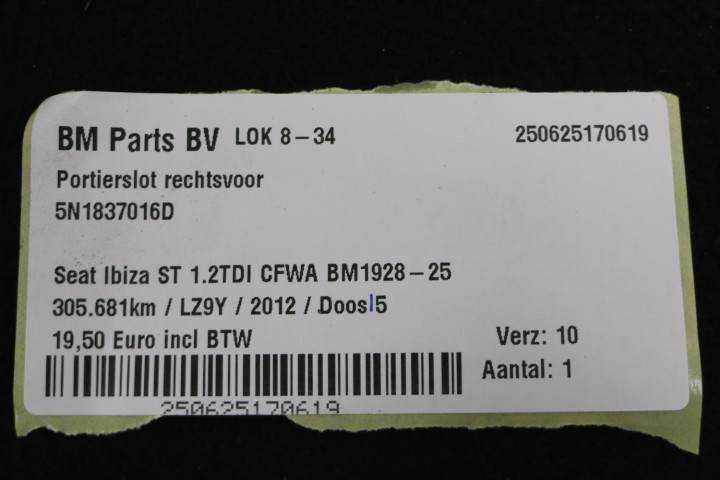 BM Parts BV LOK 8-34 250625170619
Portierslot rechtsvoor
5N1837016D
Seat Ibiza ST 1.2TDI CFWA BM1928-25
305.681km / LZ9Y / 2012 / Doos 5
19,50 Euro incl BTW Verz: 10
Aantal: 1
250625170619